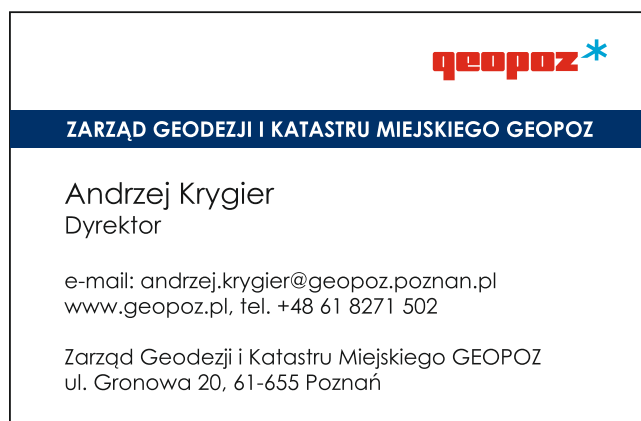 geopoz*
ZARZĄD GEODEZJI I KATASTRU MIEJSKIEGO GEOPOZ
Andrzej Krygier
Dyrektor
e-mail: andrzej.krygier@geopoz.poznan.pl
www.geopoz.pl, tel. +48 61 8271 502
Zarząd Geodezji i Katastru Miejskiego GEOPOZ
ul. Gronowa 20, 61-655 Poznań